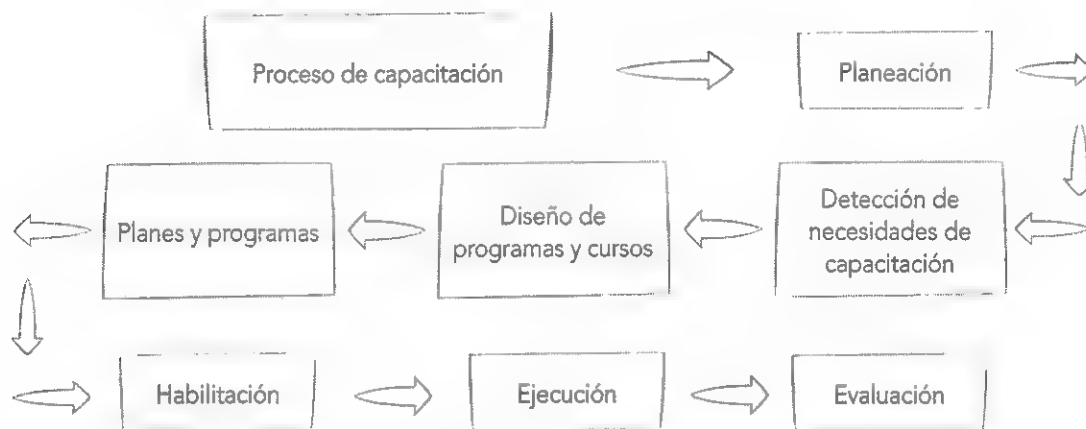 Proceso de capacitación
Planeación
Detección de
necesidades de
capacitación
Diseño de
programas y cursos
Planes y programas
Habilitación
Ejecución
Evaluación